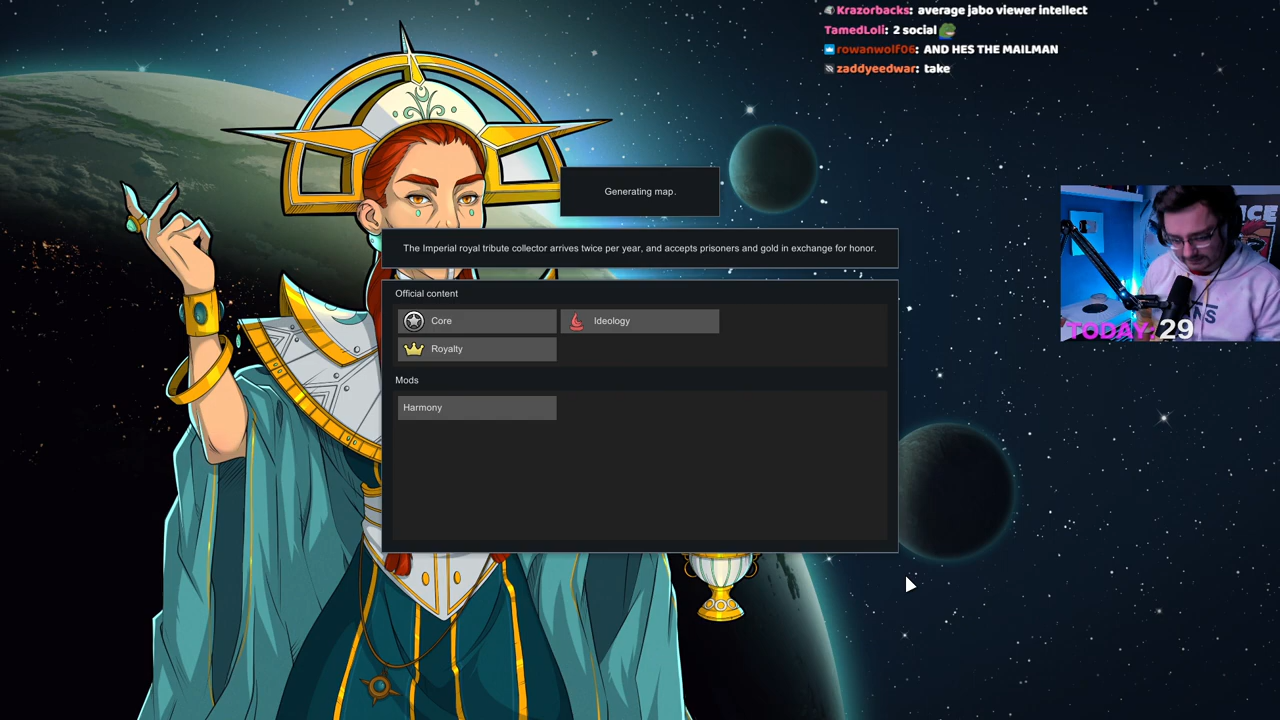 Krazorbacks: average jabo viewer intellect
TamedLoli: 2 social
rowanwolf06: AND HES THE MAILMAN
zaddyeedwar: take
Generating map.
The Imperial royal tribute collector arrives twice per year, and accepts prisoners and gold in exchange for honor.
Official content
Core
Ideology
Royalty
Mods
Harmony
TODAY: 29